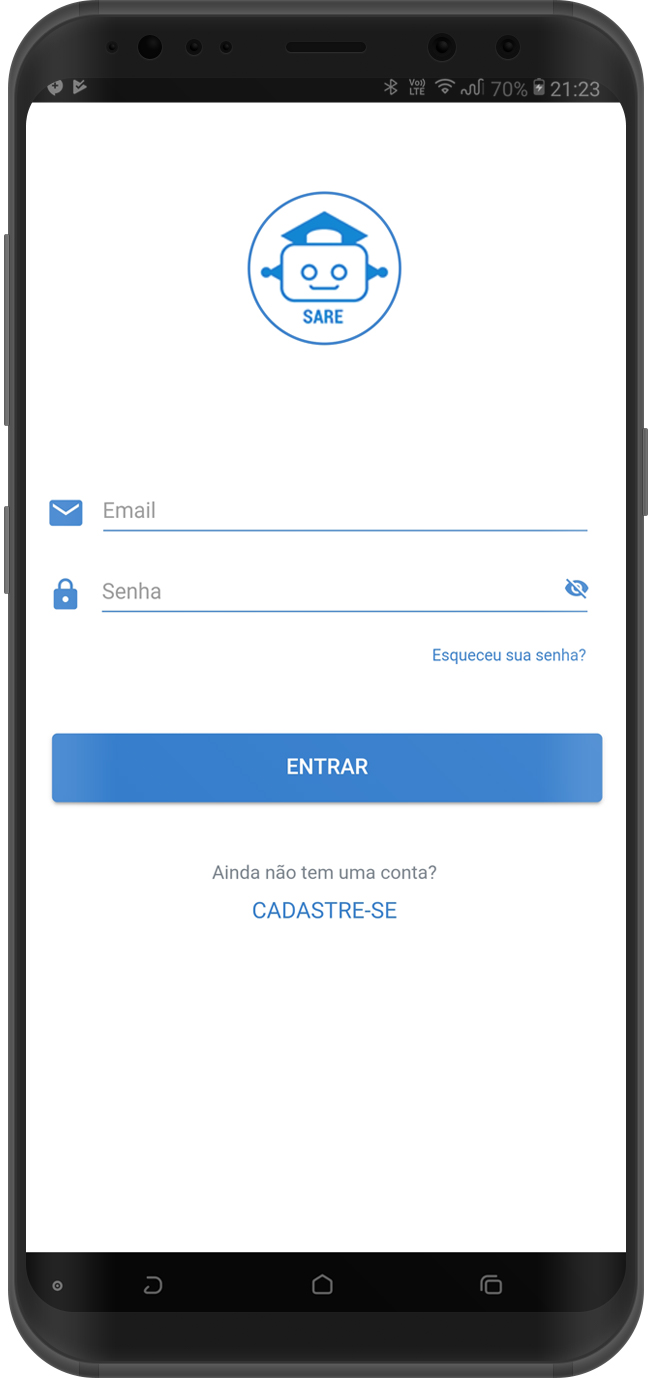 Vo)) LTE 70% 21:23
SARE
Email
Senha
Esqueceu sua senha?
ENTRAR
Ainda não tem uma conta?
CADASTRE-SE